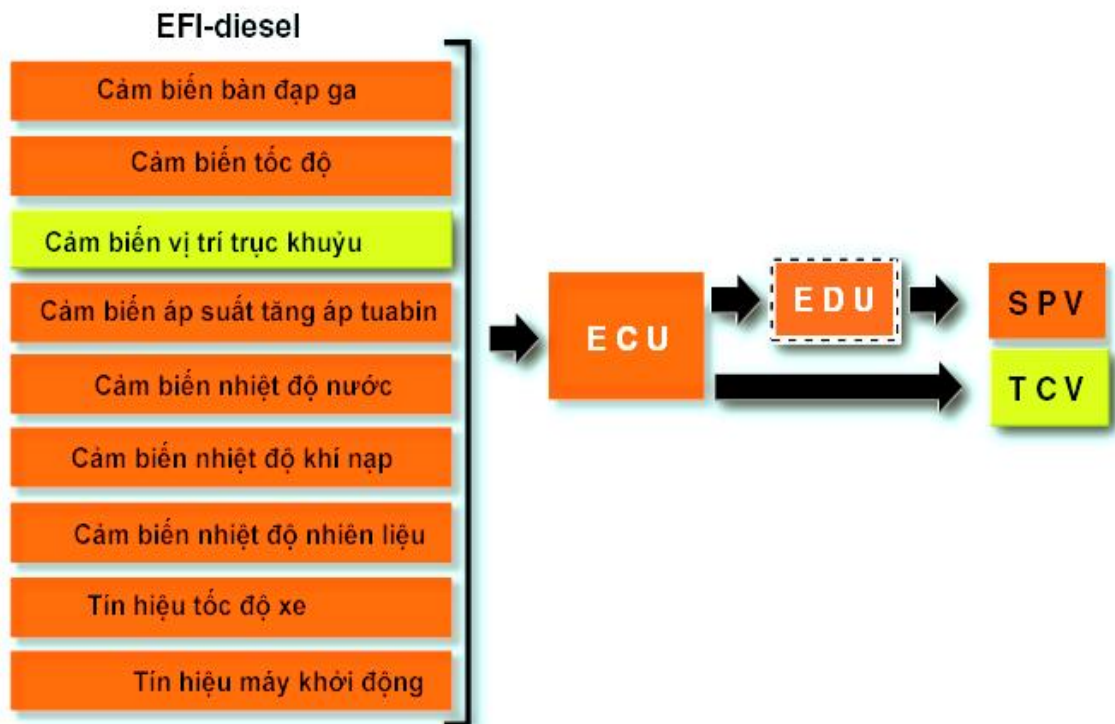 EFI-diesel
Cảm biến bàn đạp ga
Cảm biến tốc độ
Cảm biến vị trí trục khuỷu
Cảm biến áp suất tăng áp tuabin
Cảm biến nhiệt độ nước
Cảm biến nhiệt độ khí nạp
Cảm biến nhiệt độ nhiên liệu
Tín hiệu tốc độ xe
Tín hiệu máy khởi động
ECU
EDU
SPV
TCV